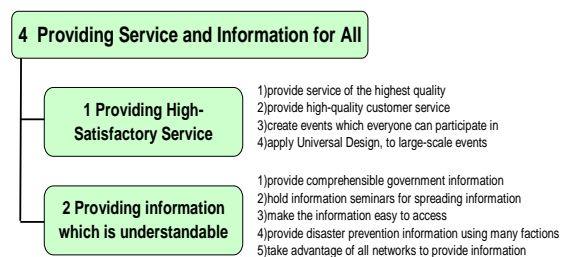 4 Providing Service and Information for All
1 Providing High-
Satisfactory Service
1)provide service of the highest quality
2)provide high-quality customer service
3)create events which everyone can participate in
4)apply Universal Design, to large-scale events
2 Providing information
which is understandable
1)provide comprehensible government information
2)hold information seminars for spreading information
3)make the information easy to access
4)provide disaster prevention information using many factions
5)take advantage of all networks to provide information